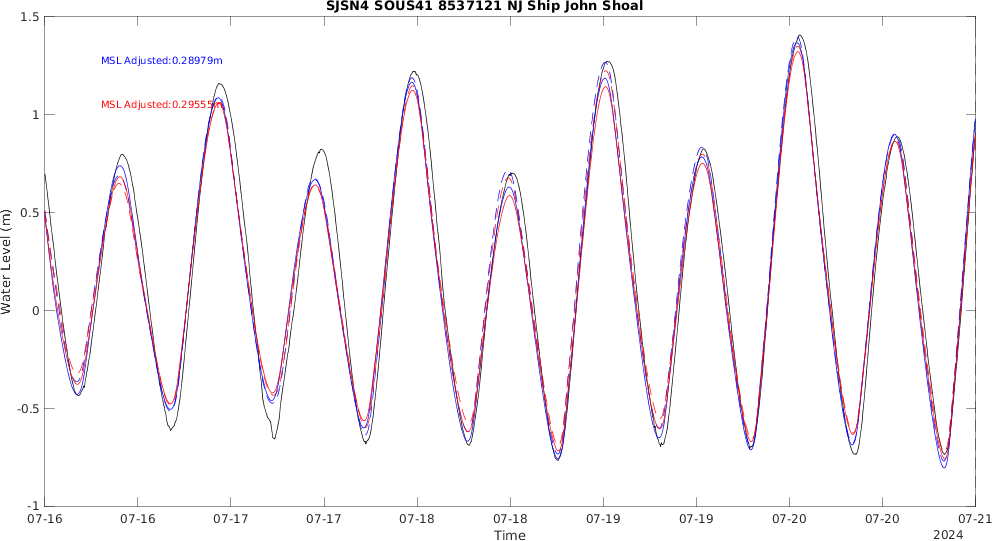 SJSN4 SOUS41 8537121 NJ Ship John Shoal
1.5
MSL Adjusted:0.28979m
MSL Adjusted:0.29555m
1
0.5
0
-0.5
-1
Water Level (m)
07-16 07-16 07-17 07-17 07-18 07-18 07-19 07-19 07-20 07-20 07-21
Time
2024